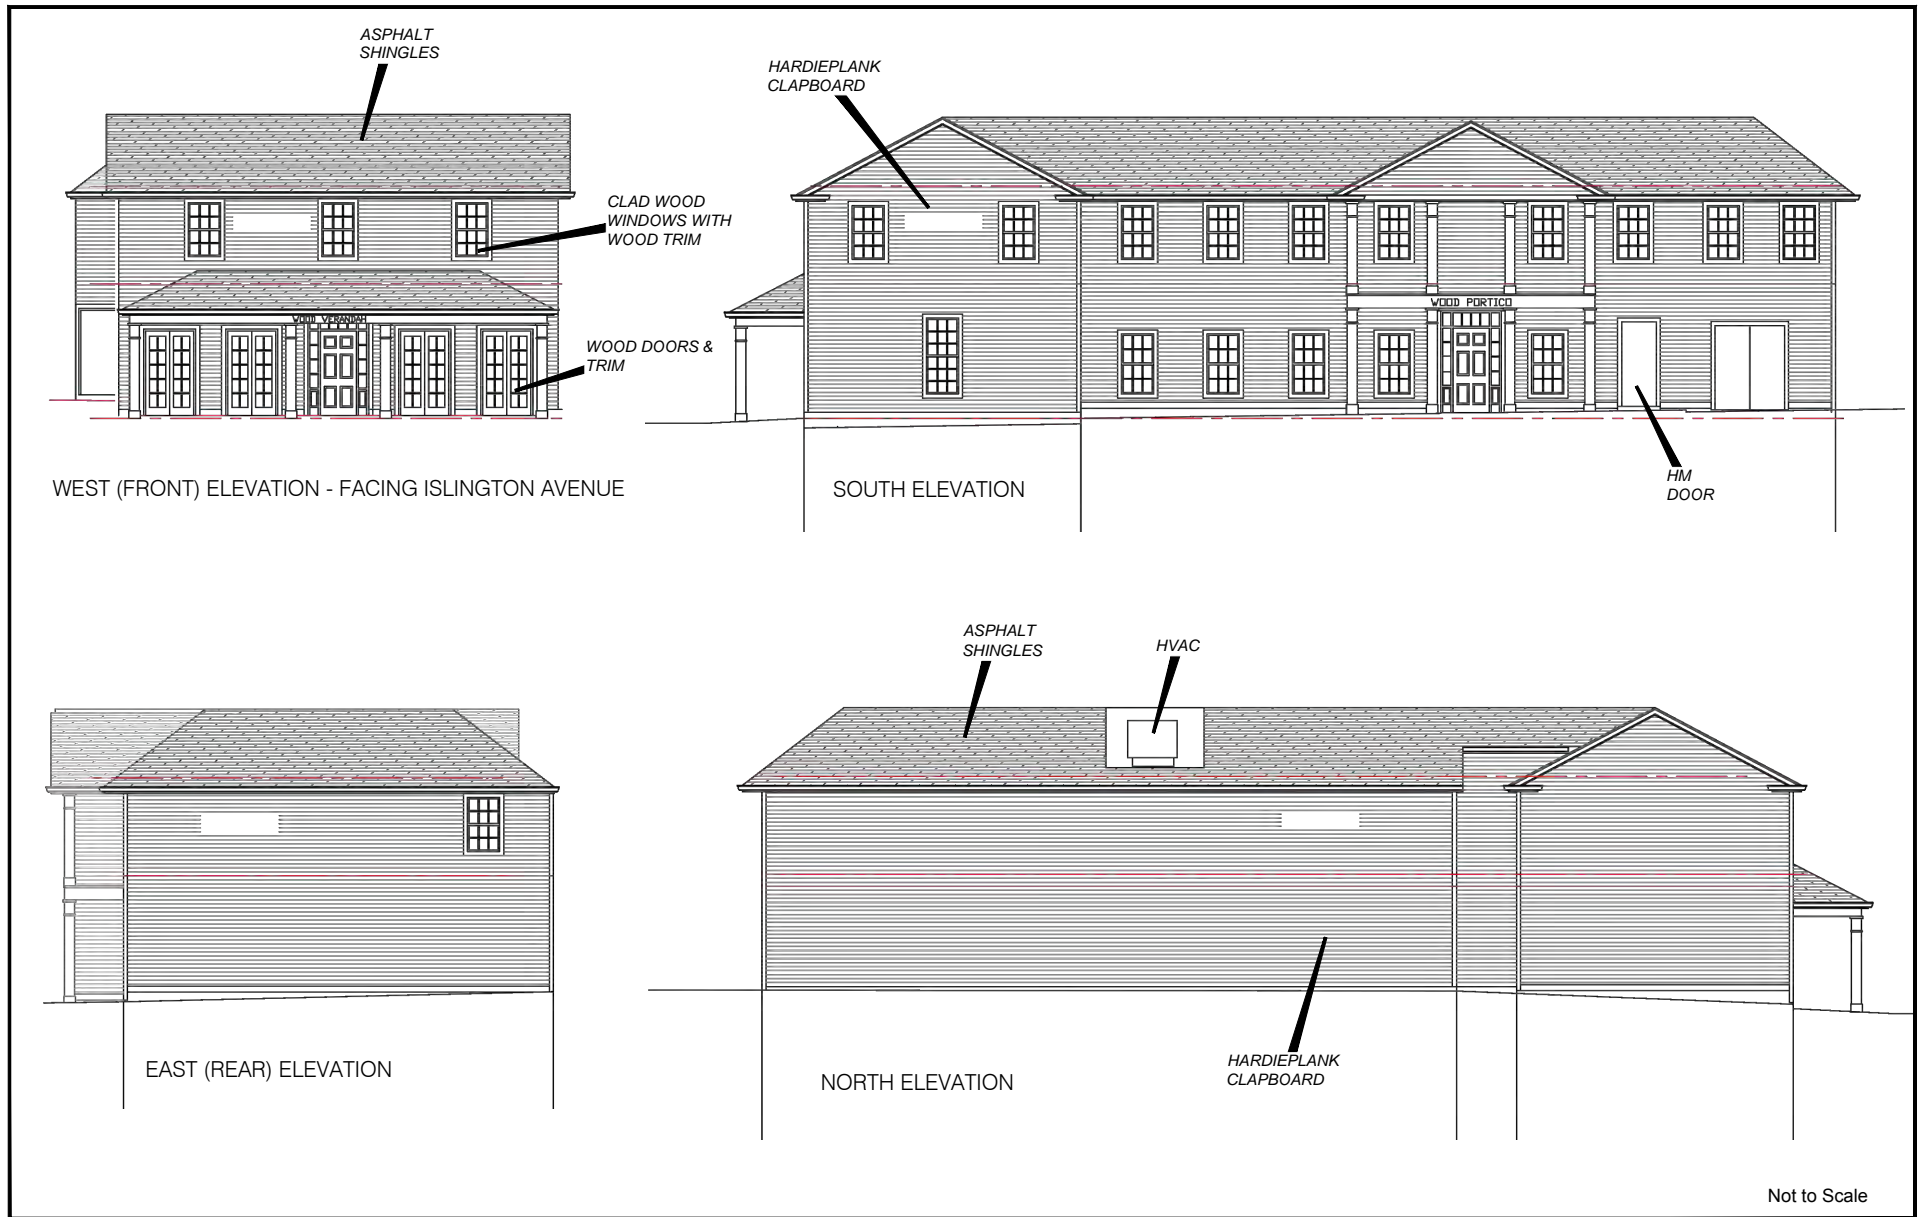 ASPHALT
SHINGLES
CLAD WOOD
WINDOWS WITH
WOOD TRIM
WOOD VERANDAH
WOOD DOORS &
TRIM
WEST (FRONT) ELEVATION - FACING ISLINGTON AVENUE
HARDIEPLANK
CLAPBOARD
WOOD PORTICO
HM
DOOR
SOUTH ELEVATION
EAST (REAR) ELEVATION
ASPHALT
SHINGLES
HVAC
HARDIEPLANK
CLAPBOARD
NORTH ELEVATION
Not to Scale